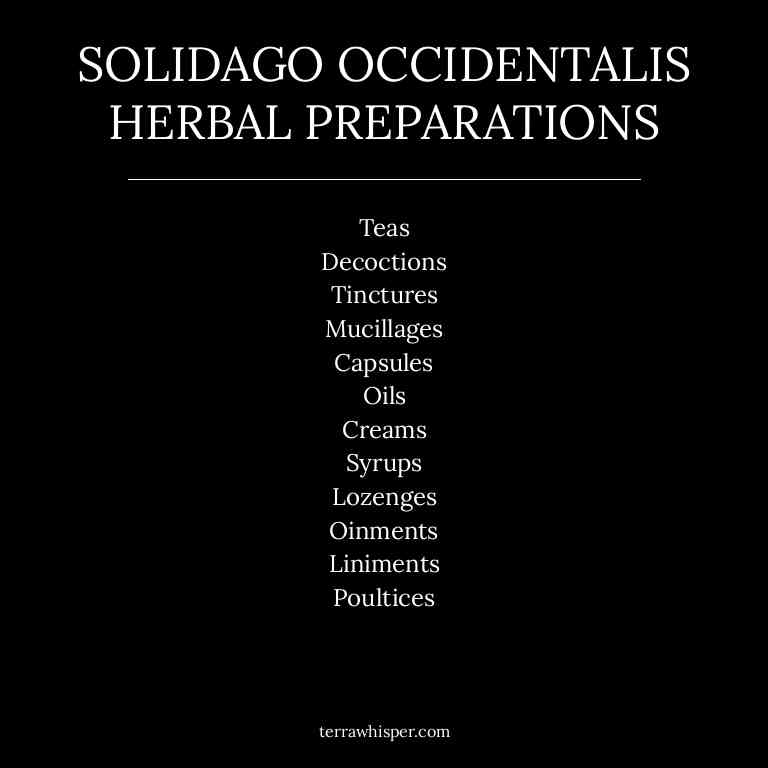 SOLIDAGO OCCIDENTALIS
HERBAL PREPARATIONS
Teas
Decoctions
Tinctures
Mucillages
Capsules
Oils
Creams
Syrups
Lozenges
Oinments
Liniments
Poultices
terrawhisper.com